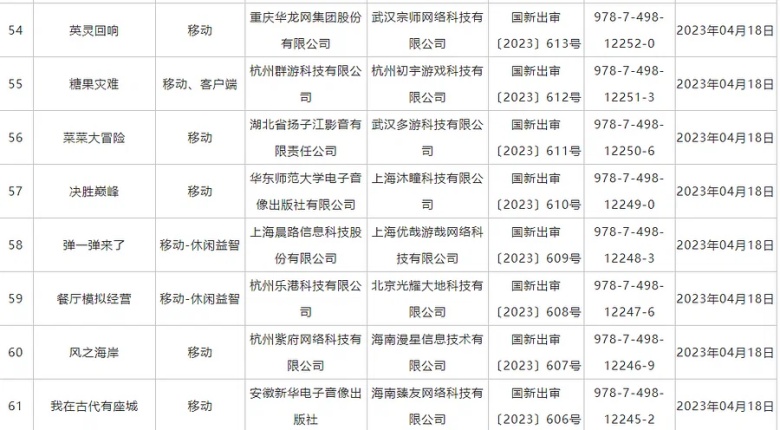 54 英灵回响 移动 重庆华龙网集团股份有限公司 武汉宗师网络科技有限公司 国新出审〔2023〕613号 978-7-498-12252-0 2023年04月18日
55 糖果灾难 移动、客户端 杭州群游科技有限公司 杭州初宇游戏科技有限公司 国新出审〔2023〕612号 978-7-498-12251-3 2023年04月18日
56 菜菜大冒险 移动 湖北省扬子江影音有限责任公司 武汉多游科技有限公司 国新出审〔2023〕611号 978-7-498-12250-6 2023年04月18日
57 决胜巅峰 移动 华东师范大学电子音像出版社有限公司 上海沐瞳科技有限公司 国新出审〔2023〕610号 978-7-498-12249-0 2023年04月18日
58 弹一弹来了 移动-休闲益智 上海晨路信息科技股份有限公司 上海优哉游哉网络科技有限公司 国新出审〔2023〕609号 978-7-498-12248-3 2023年04月18日
59 餐厅模拟经营 移动-休闲益智 杭州乐港科技有限公司 北京光耀大地科技有限公司 国新出审〔2023〕608号 978-7-498-12247-6 2023年04月18日
60 风之海岸 移动 杭州紫府网络科技有限公司 海南漫星信息技术有限公司 国新出审〔2023〕607号 978-7-498-12246-9 2023年04月18日
61 我在古代有座城 移动 安徽新华电子音像出版社 海南臻友网络科技有限公司 国新出审〔2023〕606号 978-7-498-12245-2 2023年04月18日